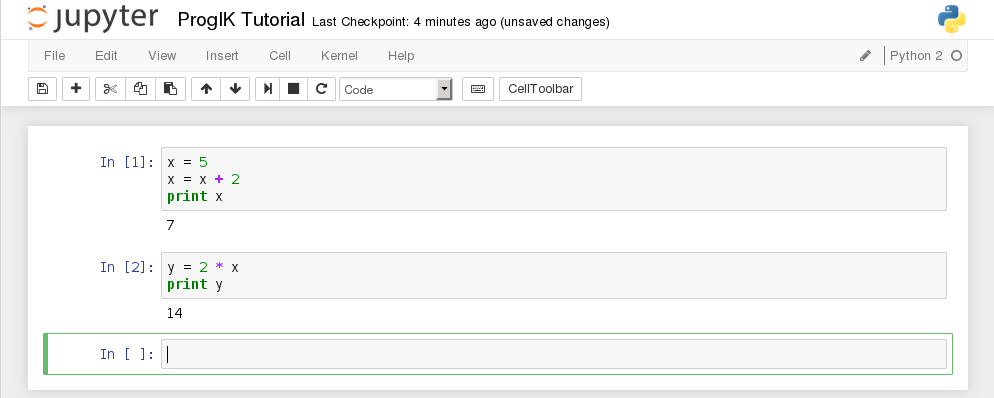 jupyter ProgIK Tutorial Last Checkpoint: 4 minutes ago (unsaved changes)
File Edit View Insert Cell Kernel Help Python 2
Code CellToolbar
In [1]: x = 5
x = x + 2
print x
7
In [2]: y = 2 * x
print y
14
In [ ]: